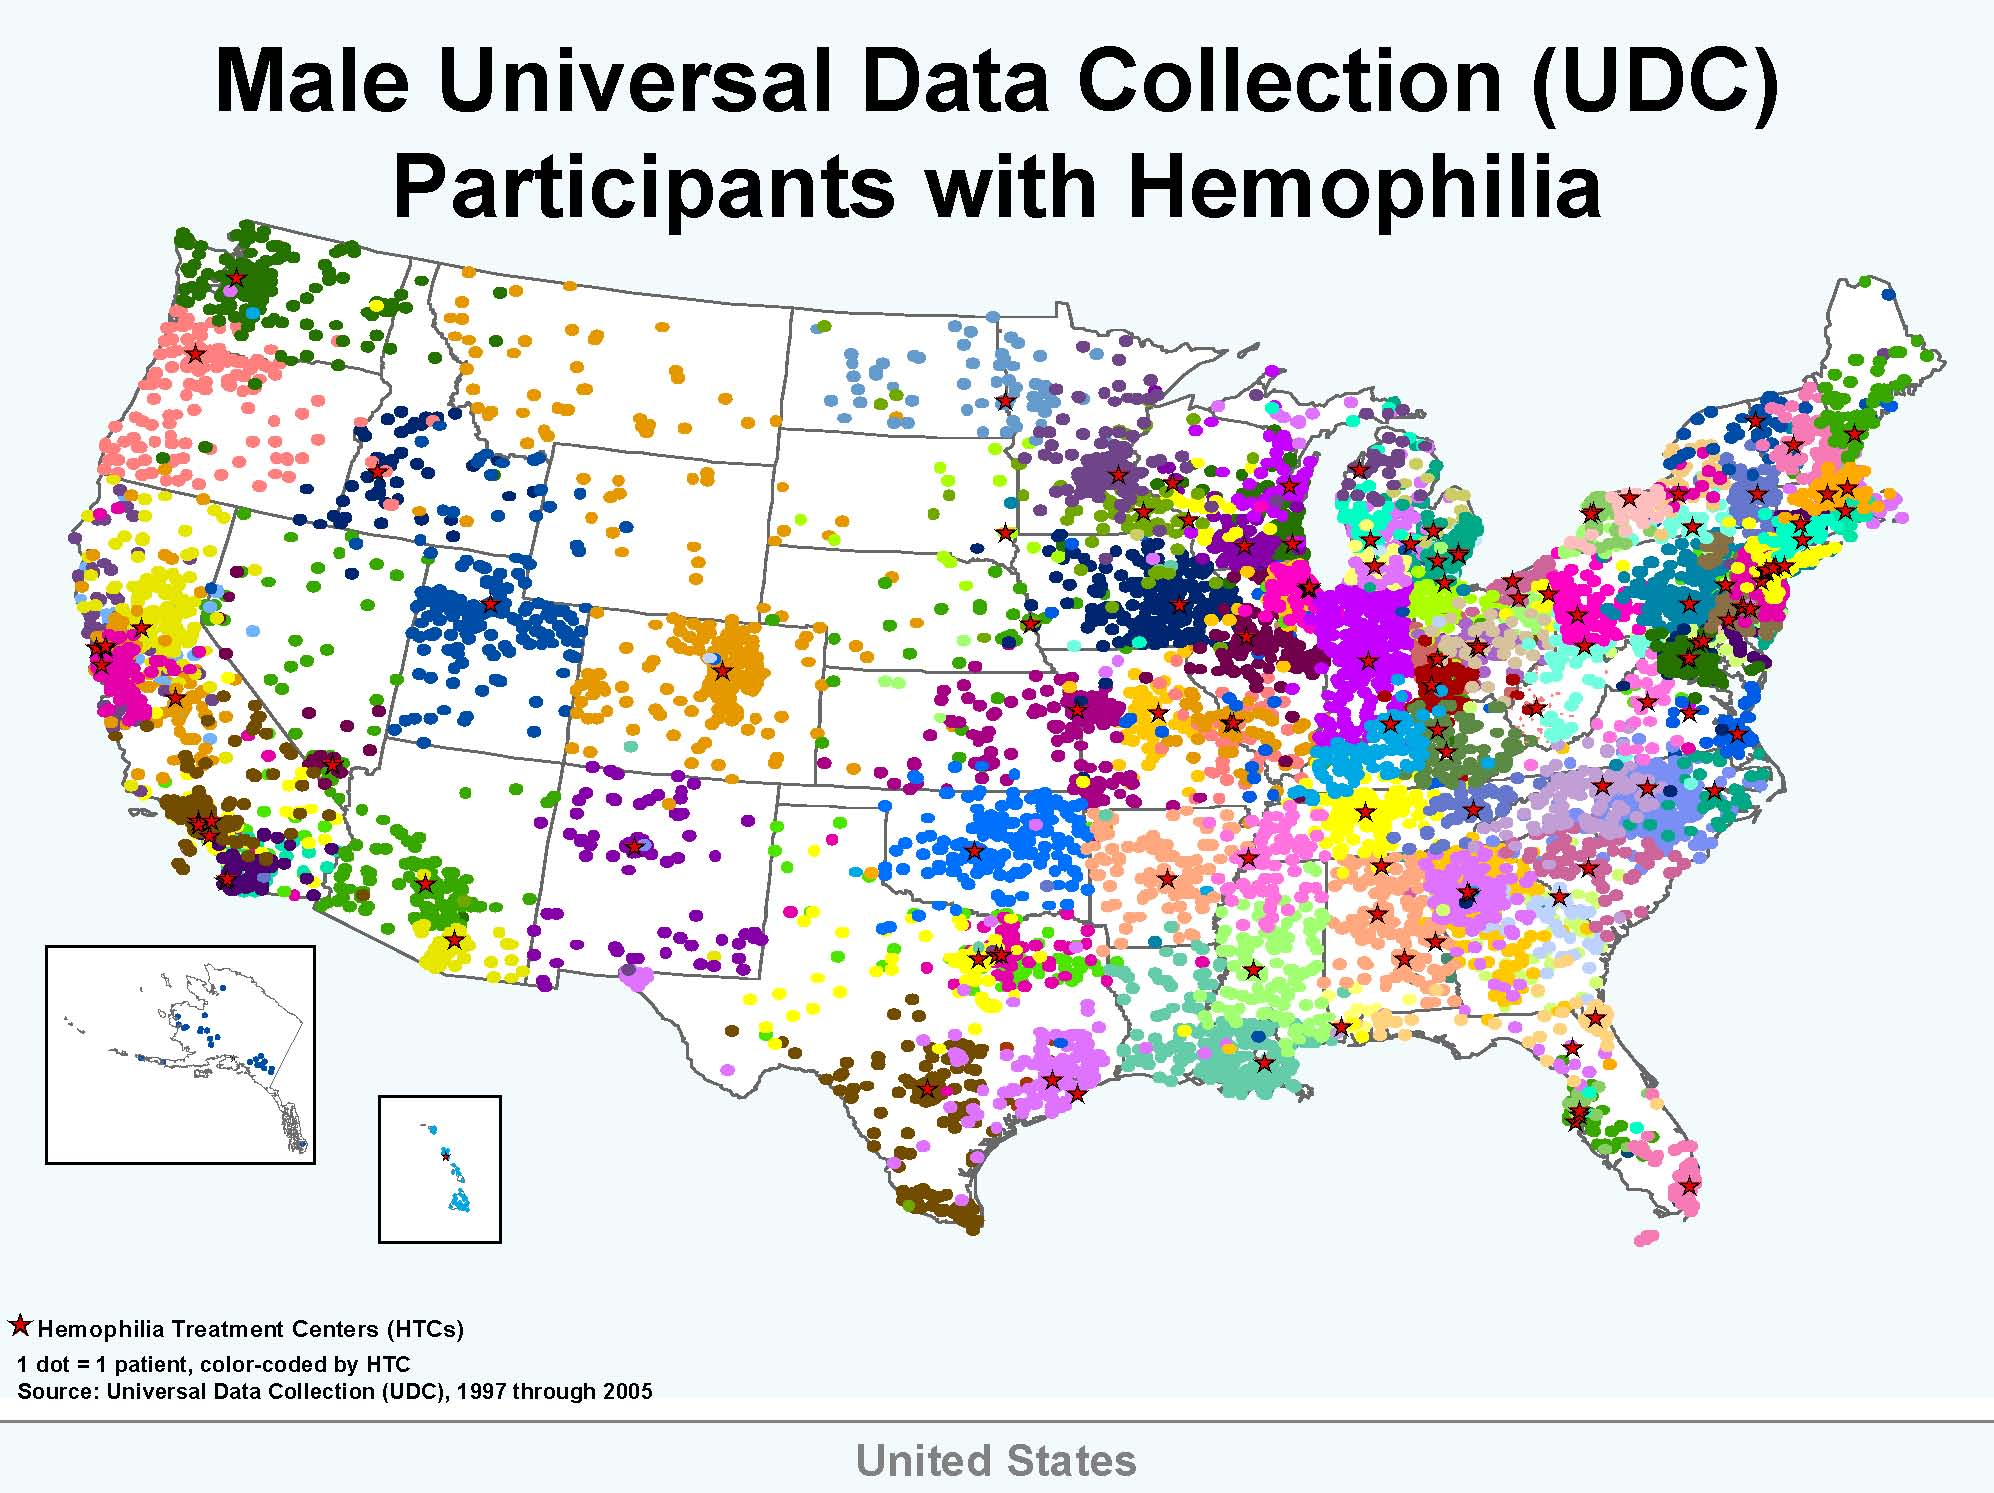 Male Universal Data Collection (UDC)
Participants with Hemophilia
Hemophilia Treatment Centers (HTCs)
1 dot = 1 patient, color-coded by HTC
Source: Universal Data Collection (UDC), 1997 through 2005
United States